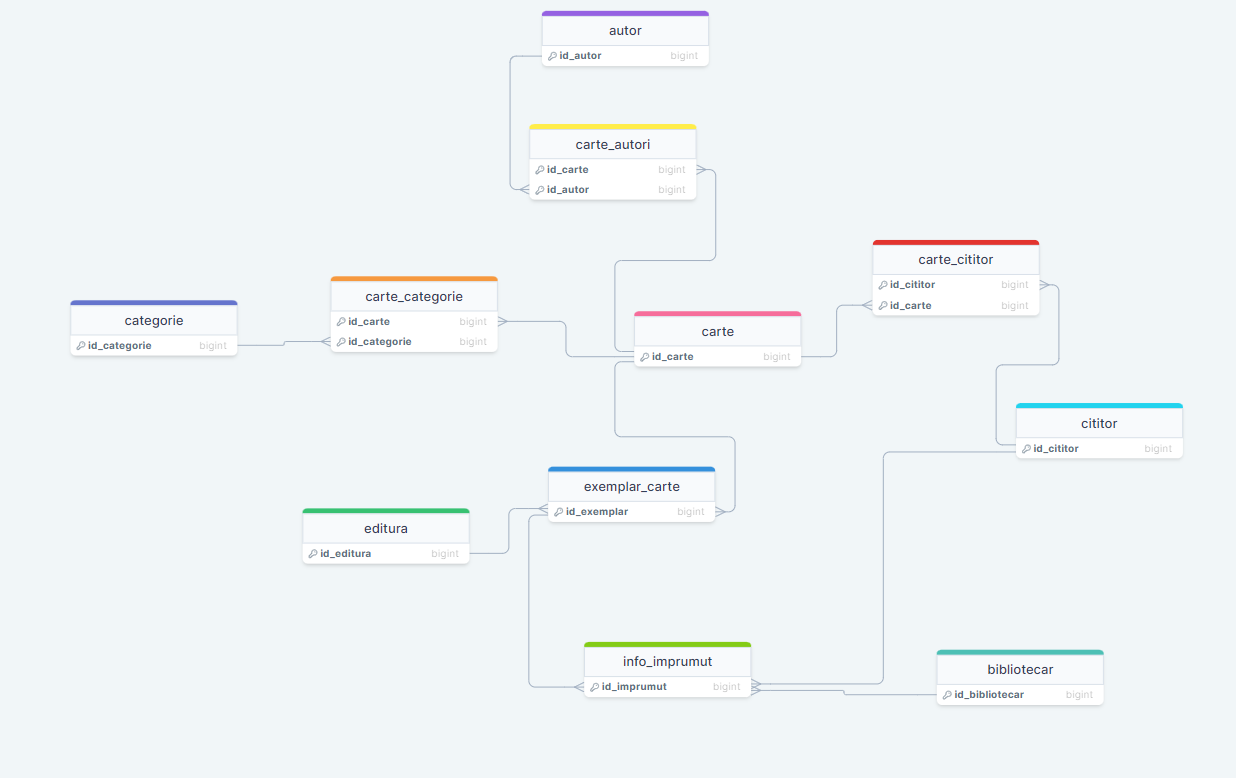 autor
id_autor bigint
carte_autori
id_carte bigint
id_autor bigint
carte_cititor
id_cititor bigint
id_carte bigint
carte_categorie
id_carte bigint
id_categorie bigint
categorie
id_categorie bigint
carte
id_carte bigint
cititor
id_cititor bigint
exemplar_carte
id_exemplar bigint
editura
id_editura bigint
info_imprumut
id_imprumut bigint
bibliotecar
id_bibliotecar bigint